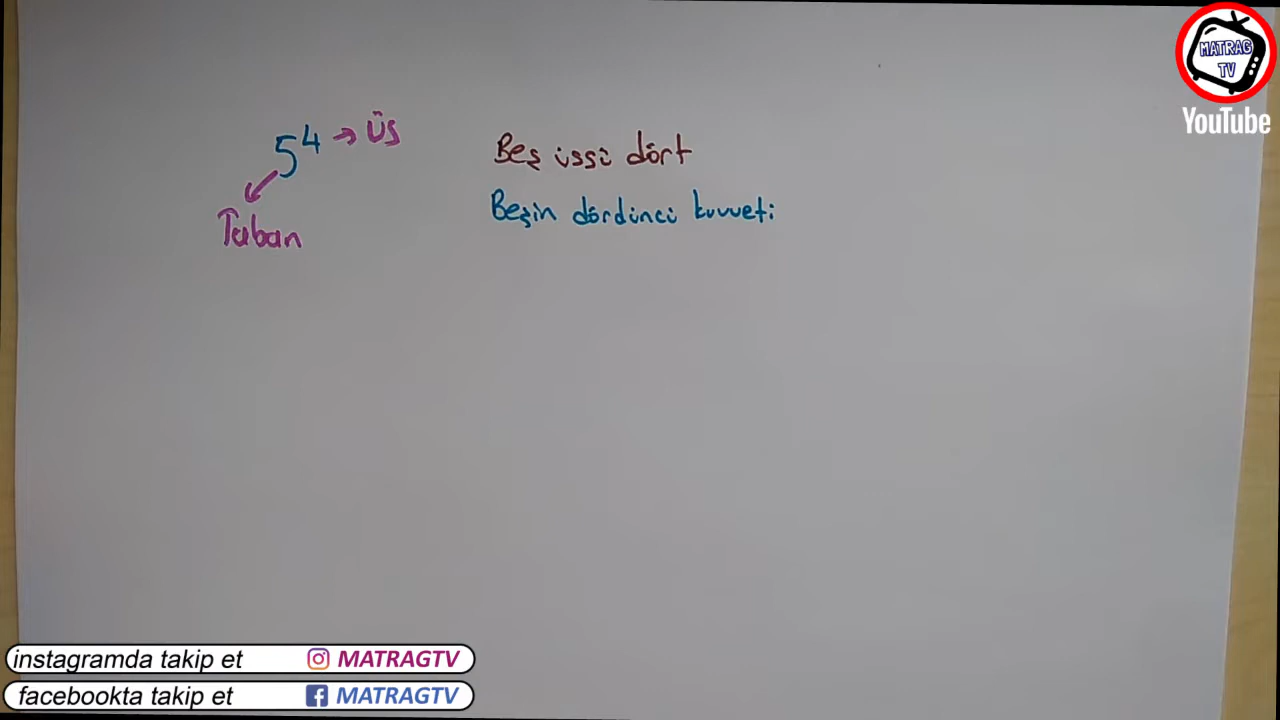 MATRAG
TV
YouTube
5⁴ → Üs
Taban
Beş üssü dört
Beşin dördüncü kuvveti
instagramda takip et MATRAGTV
facebookta takip et MATRAGTV